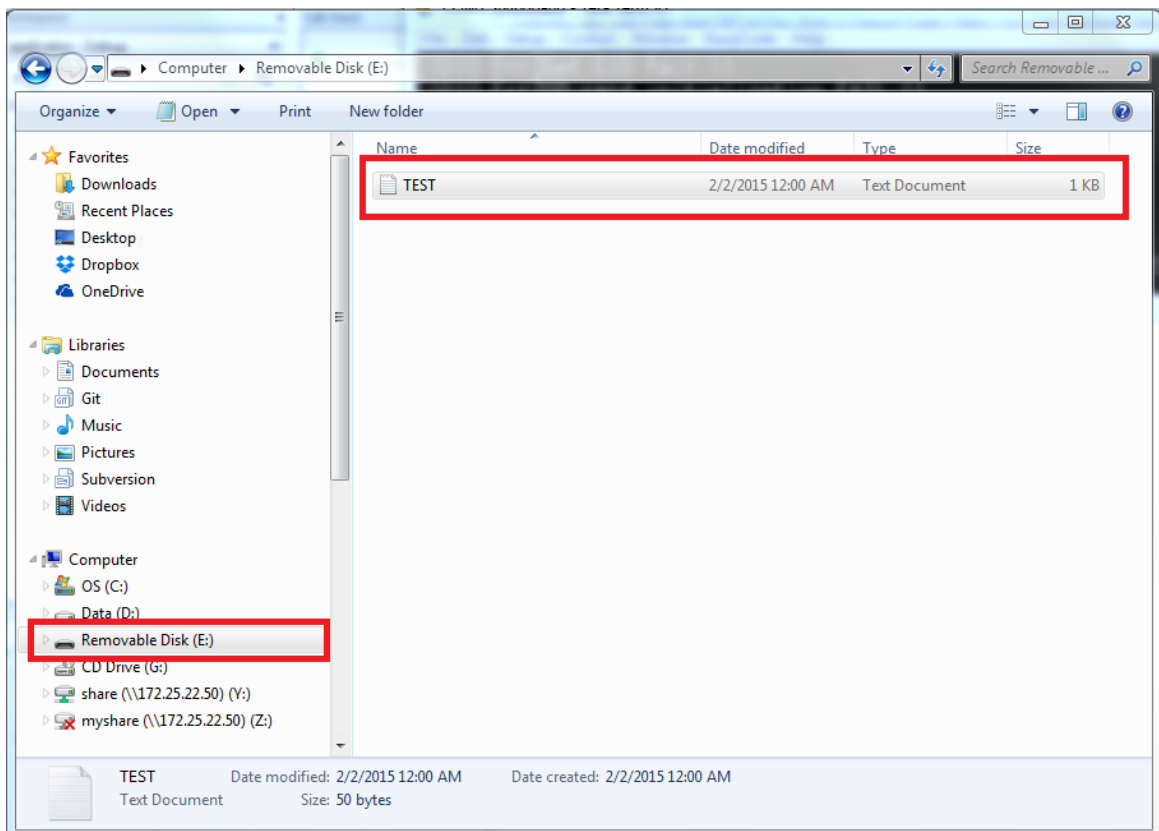 Computer Removable Disk (E:) Search Removable ...
Organize Open Print New folder
Name Date modified Type Size
TEST 2/2/2015 12:00 AM Text Document 1 KB
Favorites
Downloads
Recent Places
Desktop
Dropbox
OneDrive
Libraries
Documents
Git
Music
Pictures
Subversion
Videos
Computer
OS (C:)
Data (D:)
Removable Disk (E:)
CD Drive (G:)
share (\\172.25.22.50) (Y:)
myshare (\\172.25.22.50) (Z:)
TEST Date modified: 2/2/2015 12:00 AM Date created: 2/2/2015 12:00 AM
Text Document Size: 50 bytes